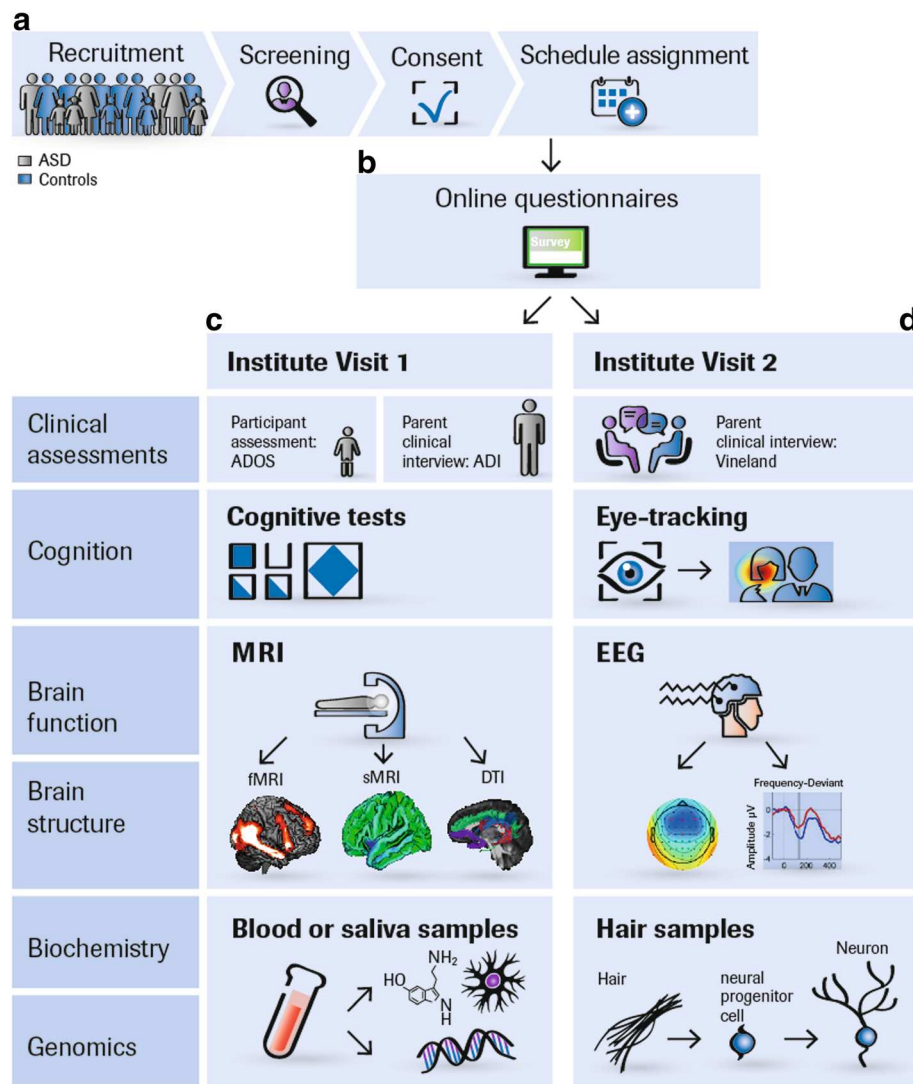 a
Recruitment
Screening
Consent
Schedule assignment
ASD
Controls
b
Online questionnaires
Survey
c
d
Institute Visit 1
Institute Visit 2
Clinical
assessments
Participant
assessment:
ADOS
Parent
clinical
interview: ADI
Parent
clinical interview:
Vineland
Cognition
Cognitive tests
Eye-tracking
Brain
function
MRI
EEG
Brain
structure
fMRI
sMRI
DTI
Frequency-Deviant
Amplitude µV
0
-2
-4
0
200
400
Biochemistry
Blood or saliva samples
Hair samples
NH2
HO
N
H
Hair
neural
progenitor
cell
Neuron
Genomics